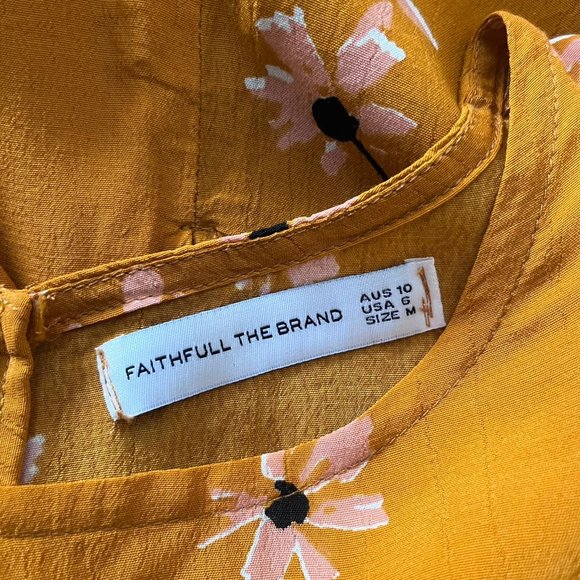 FAITHFULL THE BRAND
AUS 10
USA 6
SIZE M